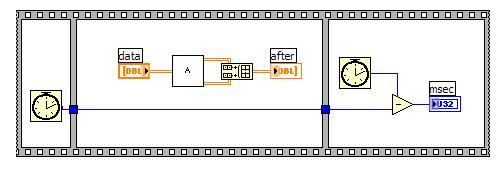 data
after
[DBL]
A
DBL]
msec
U32